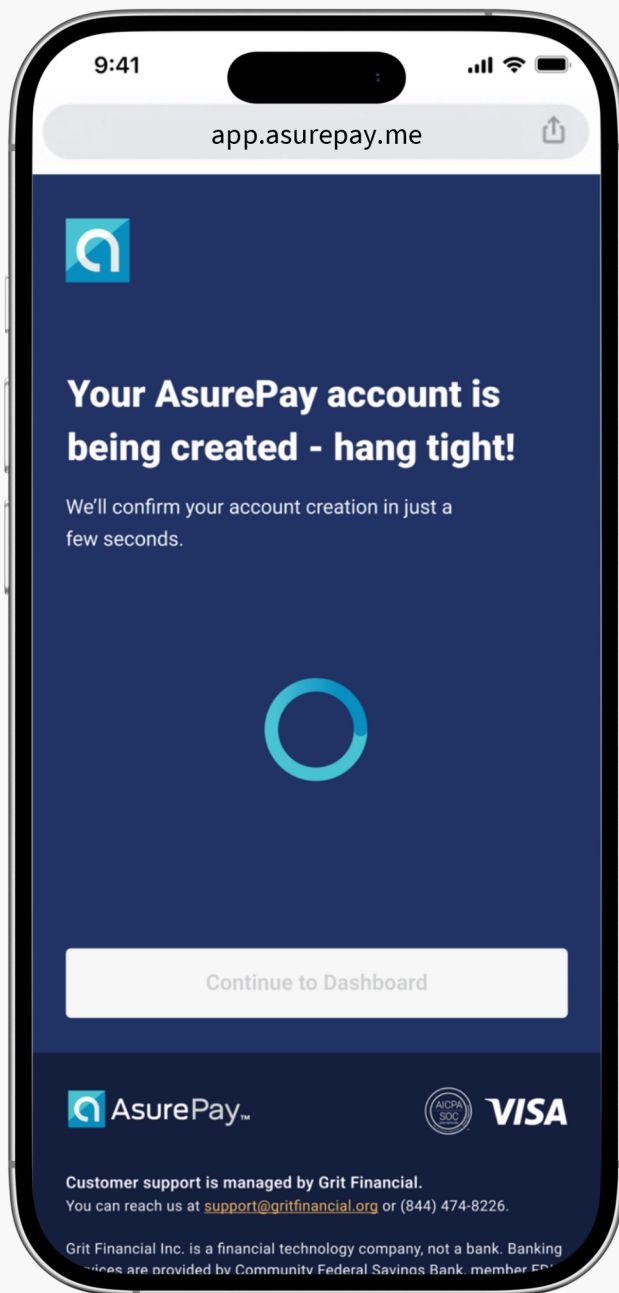 9:41
app.asurepay.me
Your AsurePay account is
being created - hang tight!
We'll confirm your account creation in just a
few seconds.
Continue to Dashboard
AsurePay™
AICPA
SOC
VISA
Customer support is managed by Grit Financial.
You can reach us at support@gritfinancial.org or (844) 474-8226.
Grit Financial Inc. is a financial technology company, not a bank. Banking
are provided by Community Federal Savings Bank, member